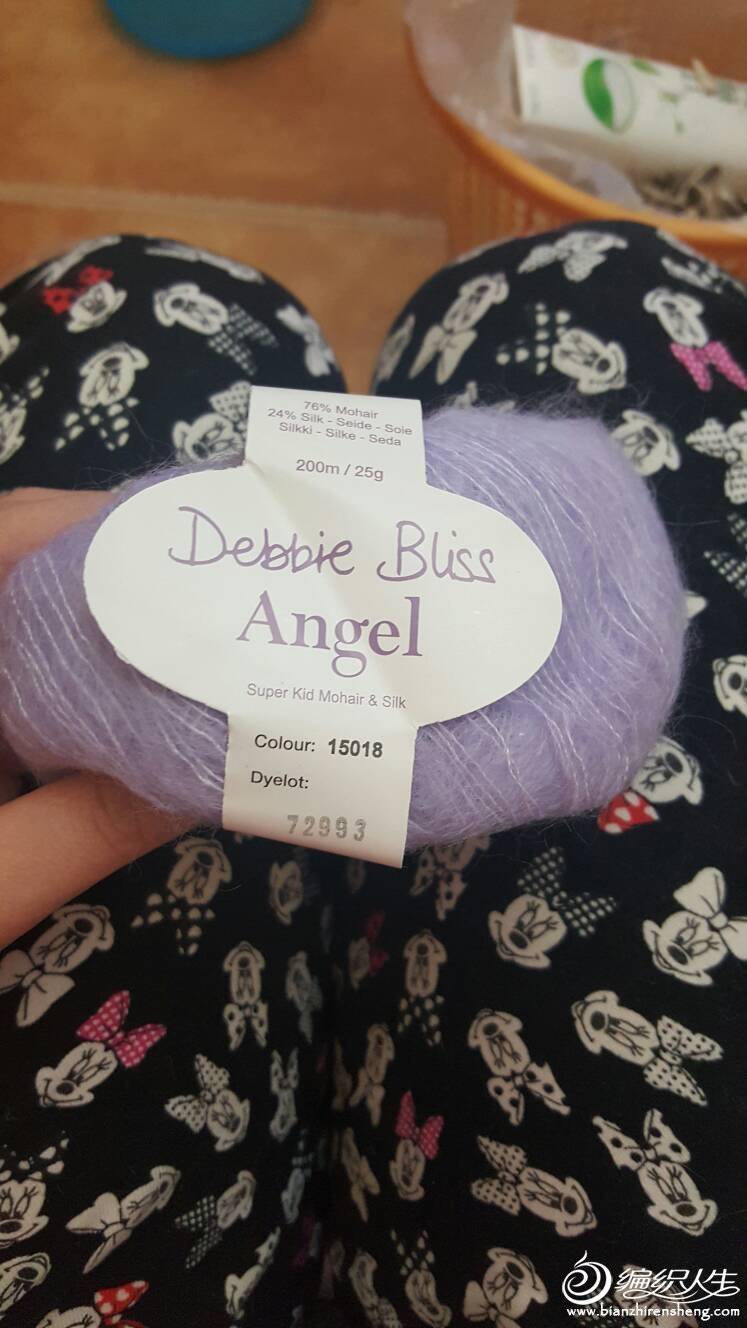 76% Mohair
24% Silk - Seide - Soie
Silkki - Silke - Seda
200m / 25g
Debbie Bliss
Angel
Super Kid Mohair & Silk
Colour: 15018
Dyelot:
72993
编织人生
www.bianzhirensheng.com